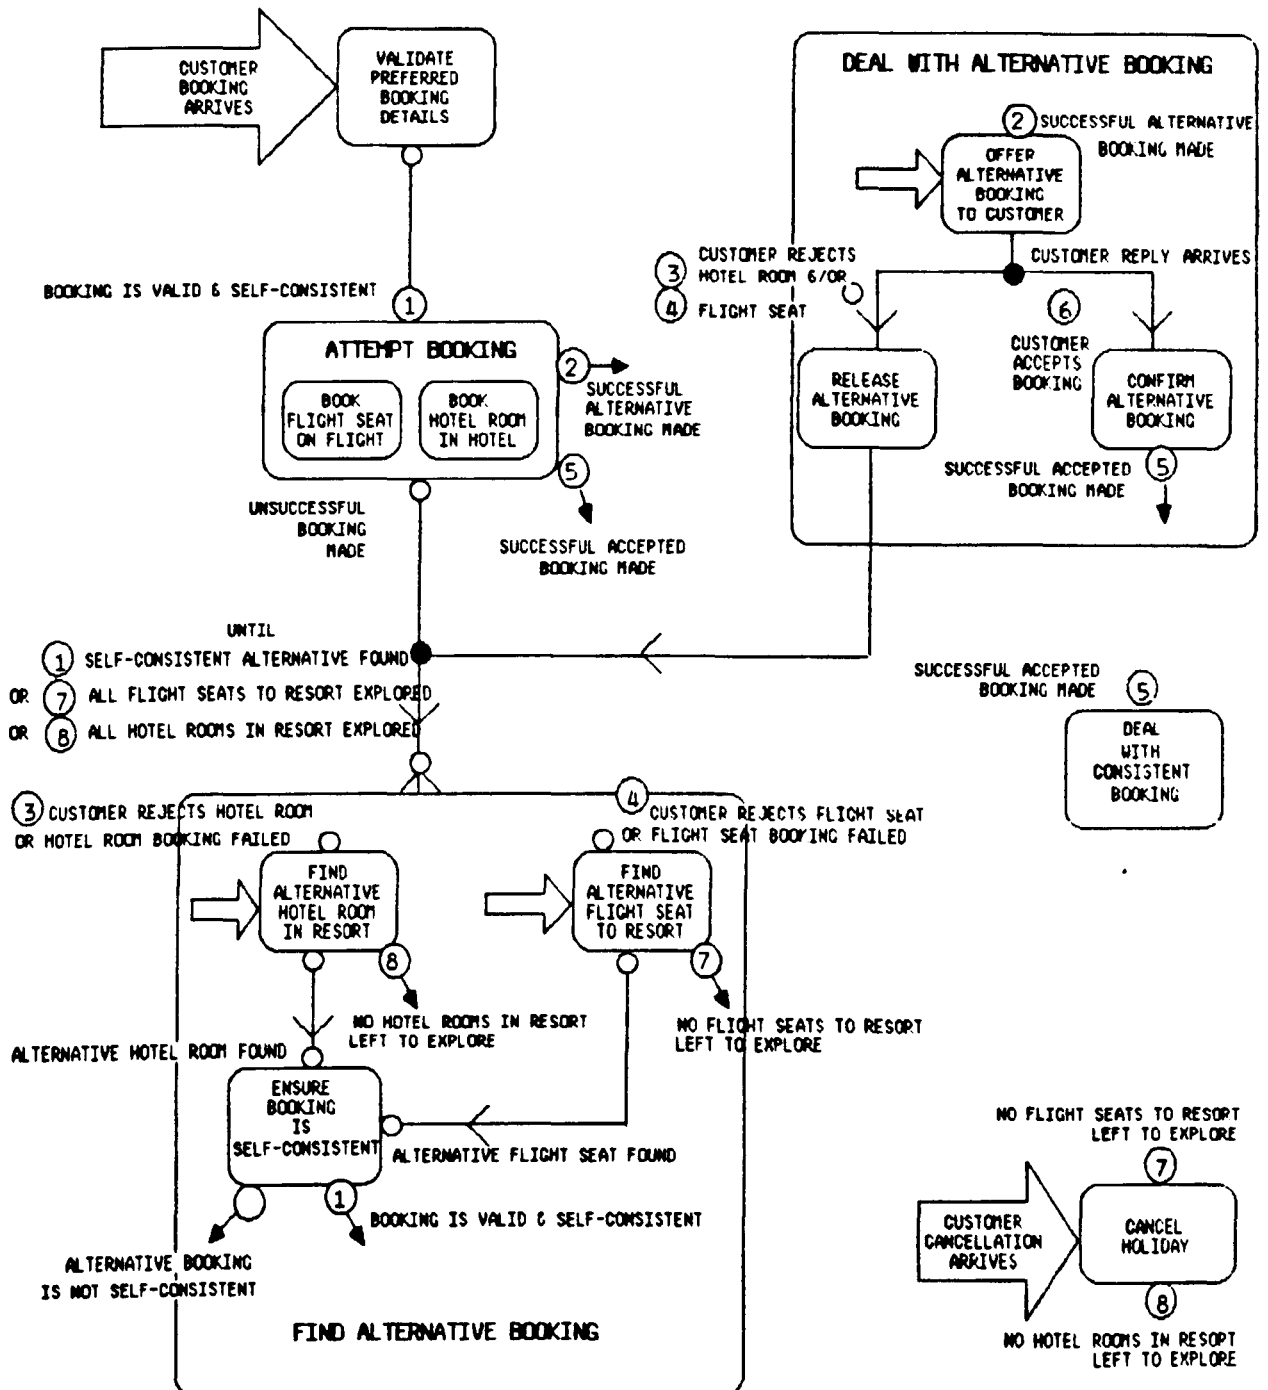 CUSTOMER
BOOKING
ARRIVES
VALIDATE
PREFERRED
BOOKING
DETAILS
BOOKING IS VALID & SELF-CONSISTENT
1
ATTEMPT BOOKING
BOOK
FLIGHT SEAT
ON FLIGHT
BOOK
HOTEL ROOM
IN HOTEL
2
SUCCESSFUL
ALTERNATIVE
BOOKING MADE
5
SUCCESSFUL ACCEPTED
BOOKING MADE
UNSUCCESSFUL
BOOKING
MADE
DEAL WITH ALTERNATIVE BOOKING
2 SUCCESSFUL ALTERNATIVE
BOOKING MADE
OFFER
ALTERNATIVE
BOOKING
TO CUSTOMER
CUSTOMER REPLY ARRIVES
3 CUSTOMER REJECTS
HOTEL ROOM &/OR
4 FLIGHT SEAT
6
CUSTOMER
ACCEPTS
BOOKING
RELEASE
ALTERNATIVE
BOOKING
CONFIRM
ALTERNATIVE
BOOKING
SUCCESSFUL ACCEPTED
BOOKING MADE
5
UNTIL
1 SELF-CONSISTENT ALTERNATIVE FOUND
OR 7 ALL FLIGHT SEATS TO RESORT EXPLORED
OR 8 ALL HOTEL ROOMS IN RESORT EXPLORED
SUCCESSFUL ACCEPTED
BOOKING MADE
5
DEAL
WITH
CONSISTENT
BOOKING
3 CUSTOMER REJECTS HOTEL ROOM
OR HOTEL ROOM BOOKING FAILED
4 CUSTOMER REJECTS FLIGHT SEAT
OR FLIGHT SEAT BOOKING FAILED
FIND
ALTERNATIVE
HOTEL ROOM
IN RESORT
8
NO HOTEL ROOMS IN RESORT
LEFT TO EXPLORE
FIND
ALTERNATIVE
FLIGHT SEAT
TO RESORT
7
NO FLIGHT SEATS TO RESORT
LEFT TO EXPLORE
ALTERNATIVE HOTEL ROOM FOUND
ENSURE
BOOKING
IS
SELF-CONSISTENT
ALTERNATIVE FLIGHT SEAT FOUND
1
BOOKING IS VALID & SELF-CONSISTENT
ALTERNATIVE BOOKING
IS NOT SELF-CONSISTENT
FIND ALTERNATIVE BOOKING
NO FLIGHT SEATS TO RESORT
LEFT TO EXPLORE
7
CUSTOMER
CANCELLATION
ARRIVES
CANCEL
HOLIDAY
8
NO HOTEL ROOMS IN RESORT
LEFT TO EXPLORE